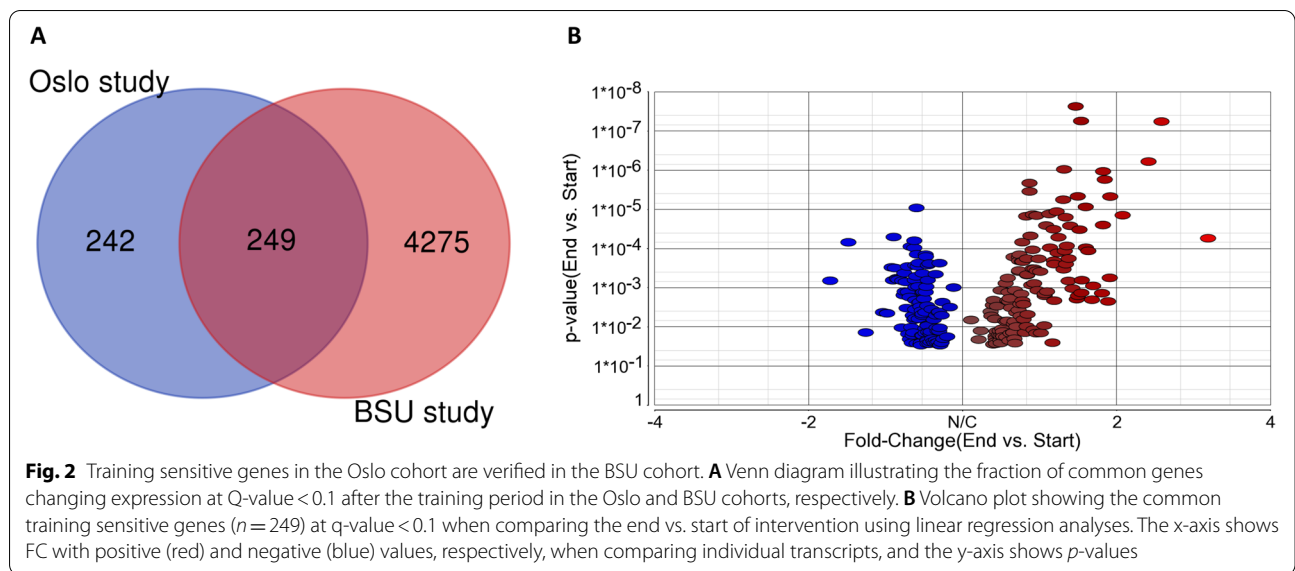 A
Oslo study
242
249
4275
BSU study
B
p-value(End vs. Start)
1*10^-8
1*10^-7
1*10^-6
1*10^-5
1*10^-4
1*10^-3
1*10^-2
1*10^-1
1
-4
-2
N/C
2
4
Fold-Change(End vs. Start)
Fig. 2 Training sensitive genes in the Oslo cohort are verified in the BSU cohort. A Venn diagram illustrating the fraction of common genes
changing expression at Q-value < 0.1 after the training period in the Oslo and BSU cohorts, respectively. B Volcano plot showing the common
training sensitive genes (n = 249) at q-value < 0.1 when comparing the end vs. start of intervention using linear regression analyses. The x-axis shows
FC with positive (red) and negative (blue) values, respectively, when comparing individual transcripts, and the y-axis shows p-values